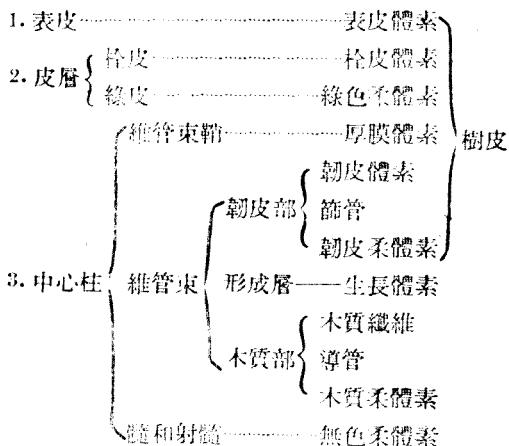 1. 表皮……表皮體素
2. 皮層
栓皮……栓皮體素
綠皮……綠色柔體素
維管束鞘……厚膜體素
樹皮
韌皮體素
韌皮部 篩管
韌皮柔體素
3. 中心柱 維管束 形成層——生長體素
木質纖維
木質部 導管
木質柔體素
髓和射髓……無色柔體素